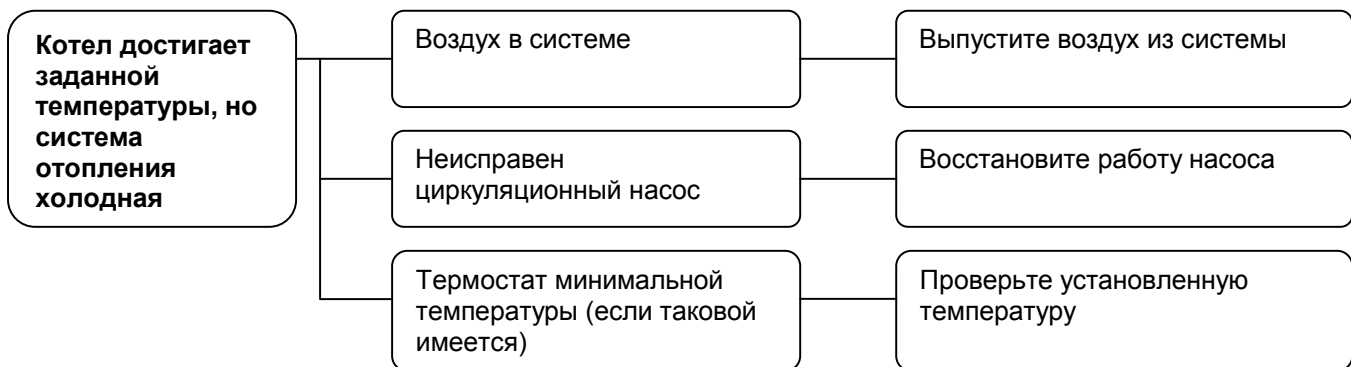 Котел достигает
заданной
температуры, но
система
отопления
холодная
Воздух в системе
Выпустите воздух из системы
Неисправен
циркуляционный насос
Восстановите работу насоса
Термостат минимальной
температуры (если таковой
имеется)
Проверьте установленную
температуру